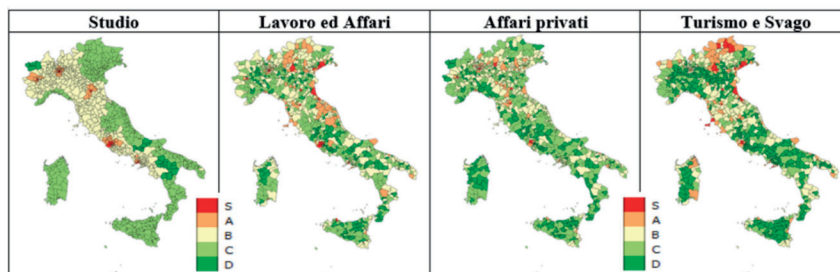 Studio
Lavoro ed Affari
Affari privati
Turismo e Svago
S
A
B
C
D
S
A
B
C
D